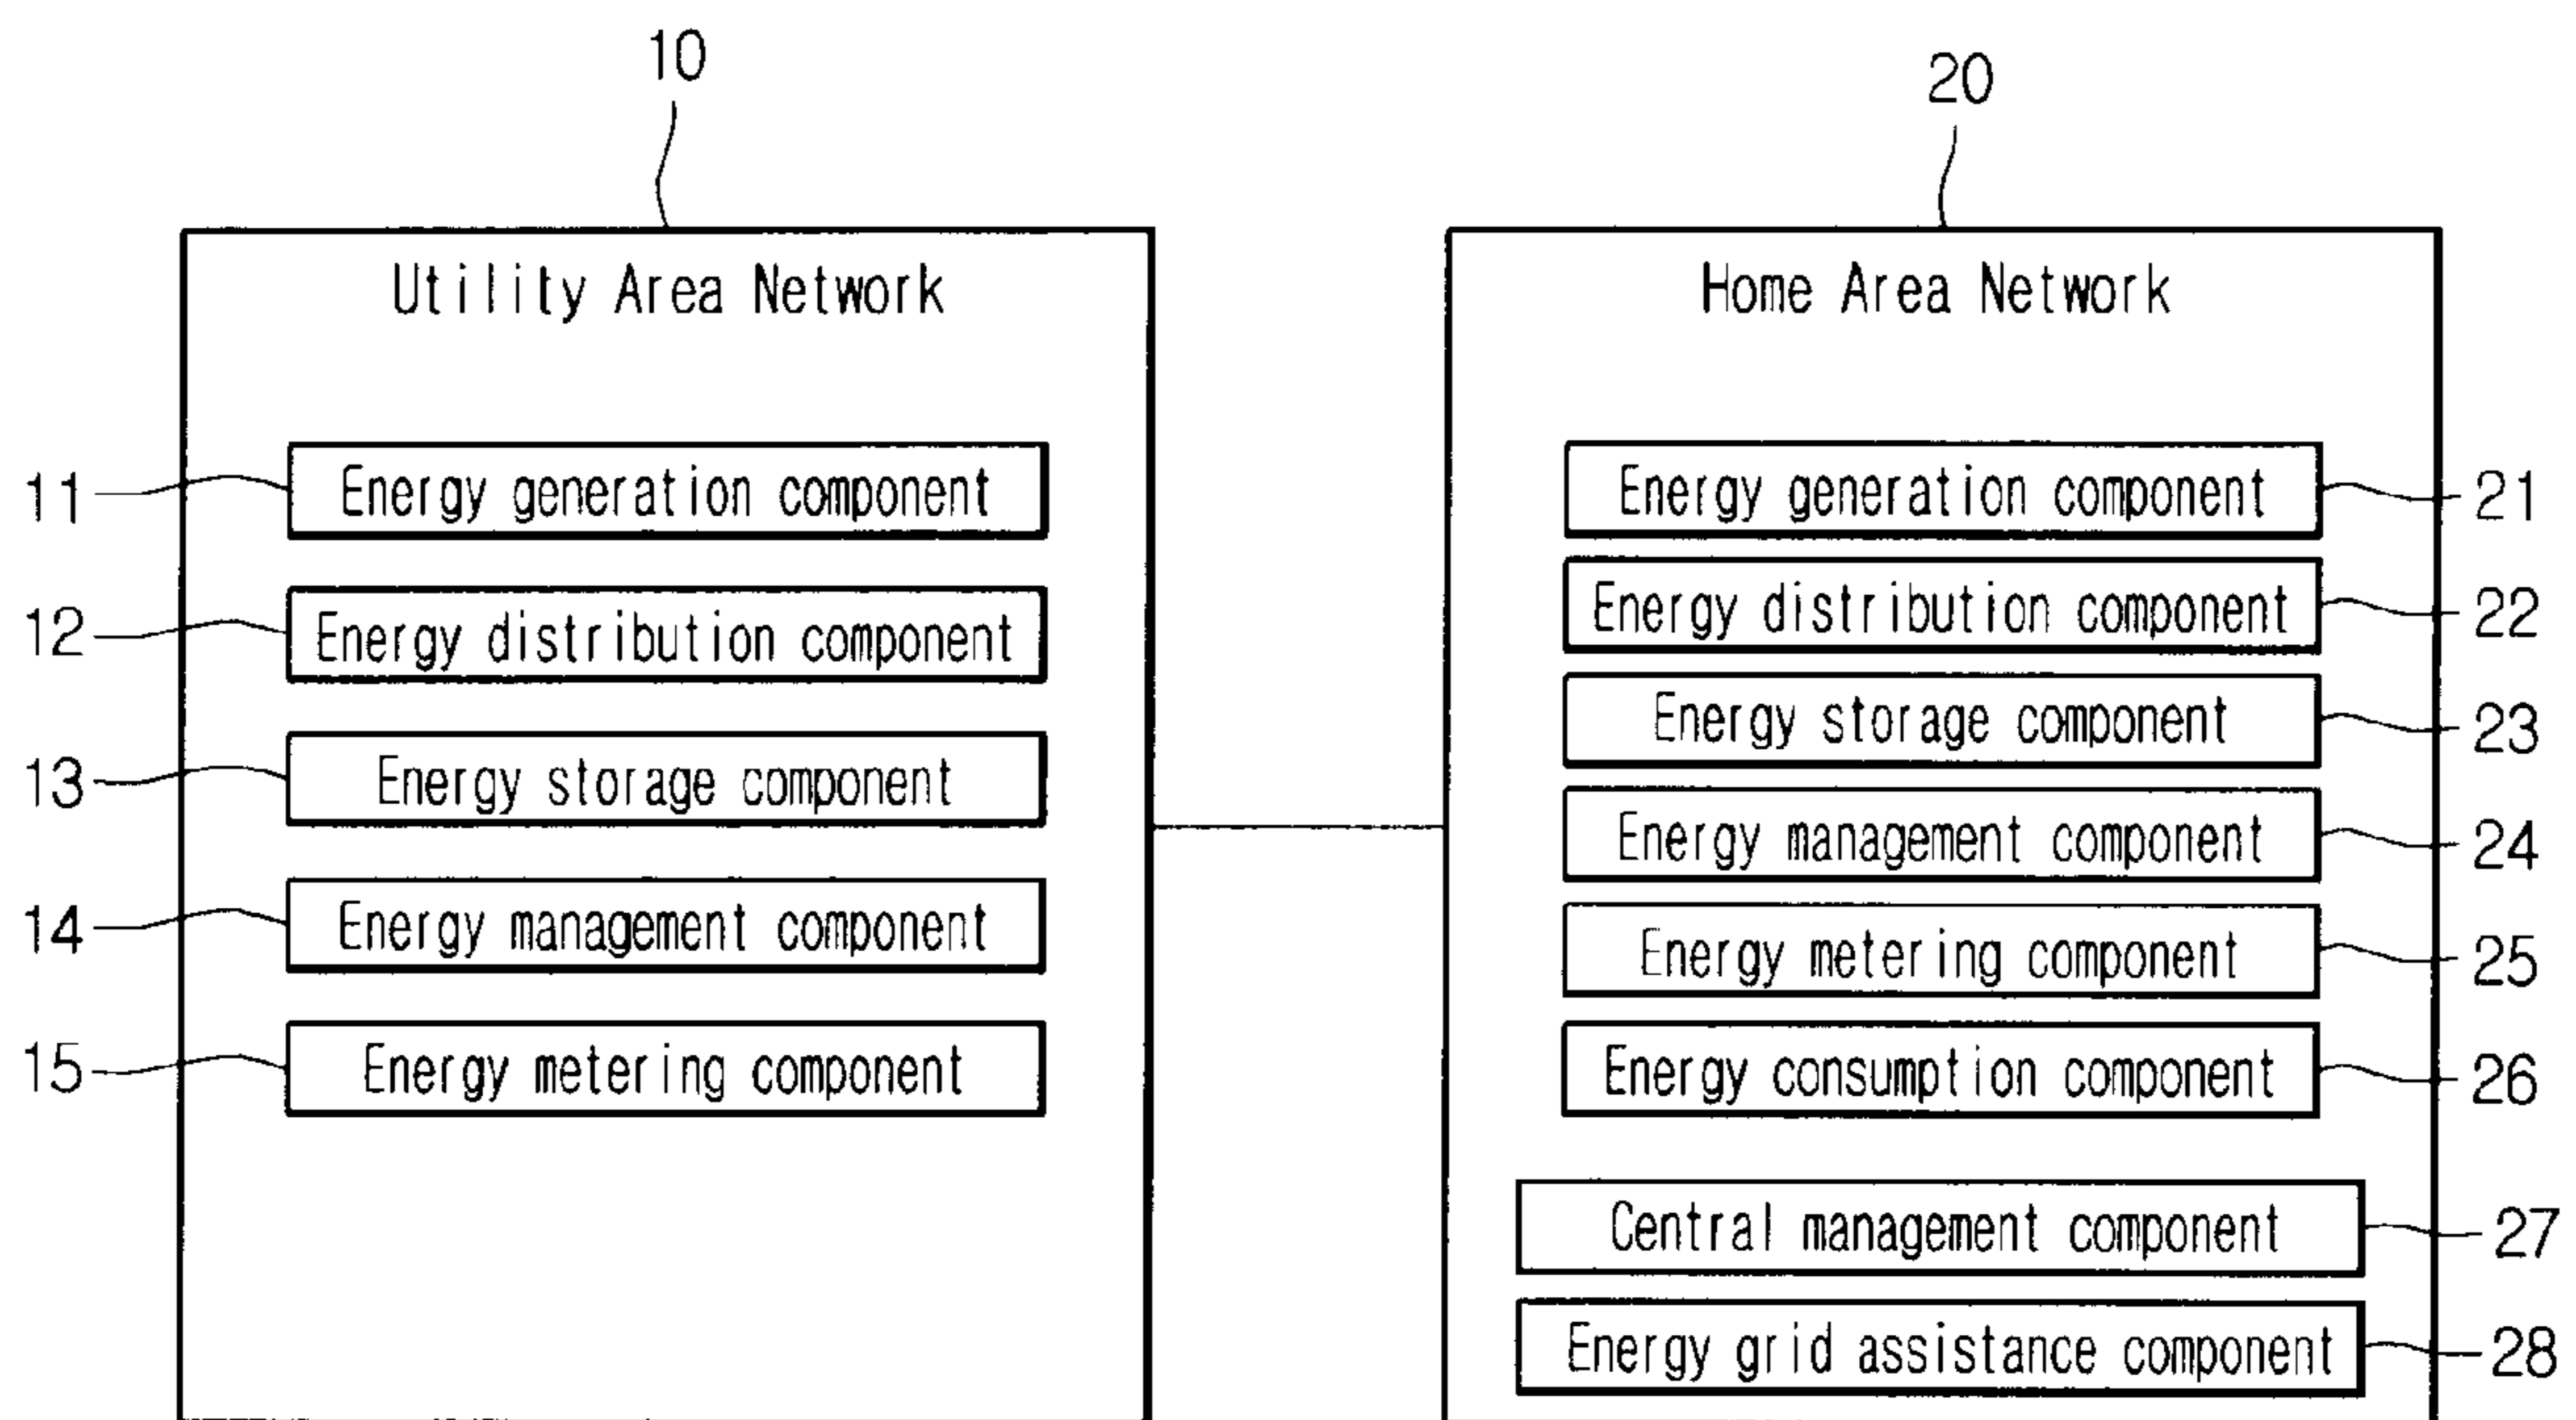 10
20
Utility Area Network
Home Area Network
11
Energy generation component
12
Energy distribution component
13
Energy storage component
14
Energy management component
15
Energy metering component
Energy generation component
21
Energy distribution component
22
Energy storage component
23
Energy management component
24
Energy metering component
25
Energy consumption component
26
Central management component
27
Energy grid assistance component
28